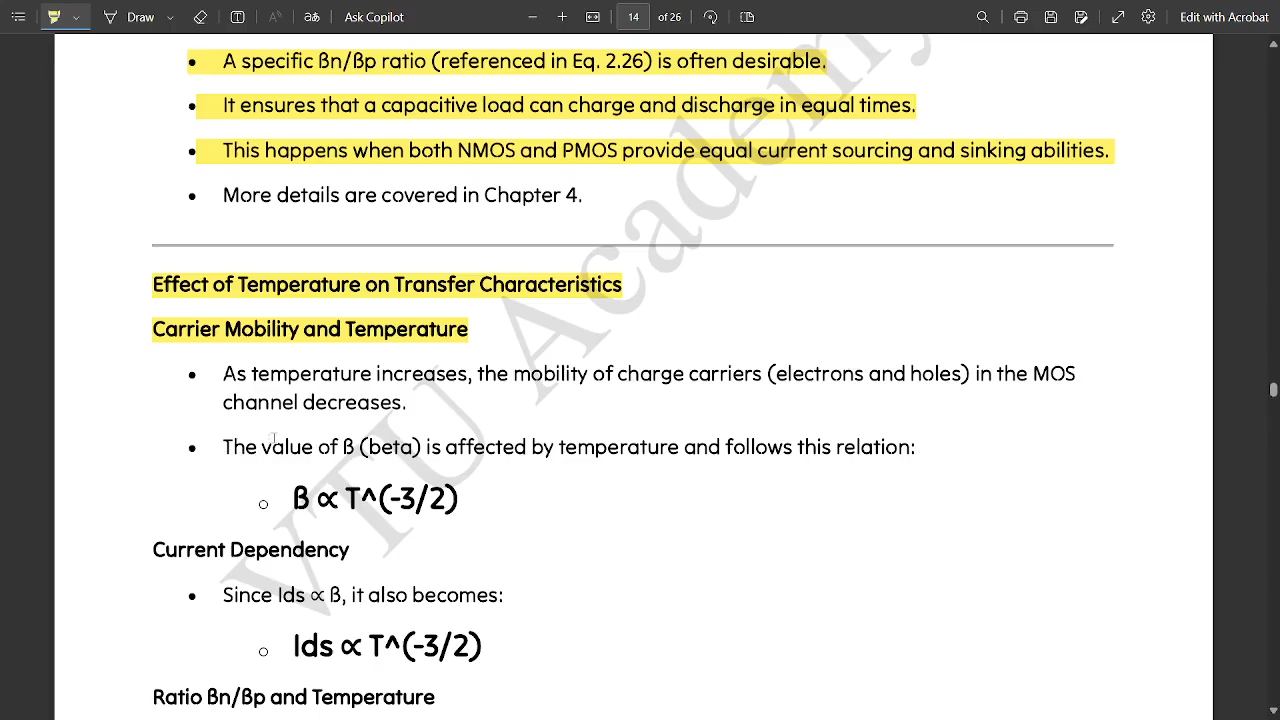 Draw
Ask Copilot
14 of 26
Edit with Acrobat
• A specific βn/βp ratio (referenced in Eq. 2.26) is often desirable.
• It ensures that a capacitive load can charge and discharge in equal times.
• This happens when both NMOS and PMOS provide equal current sourcing and sinking abilities.
• More details are covered in Chapter 4.
Effect of Temperature on Transfer Characteristics
Carrier Mobility and Temperature
• As temperature increases, the mobility of charge carriers (electrons and holes) in the MOS
channel decreases.
• The value of β (beta) is affected by temperature and follows this relation:
○ β ∝ T^(-3/2)
Current Dependency
• Since Ids ∝ β, it also becomes:
○ Ids ∝ T^(-3/2)
Ratio βn/βp and Temperature
VTU Academy